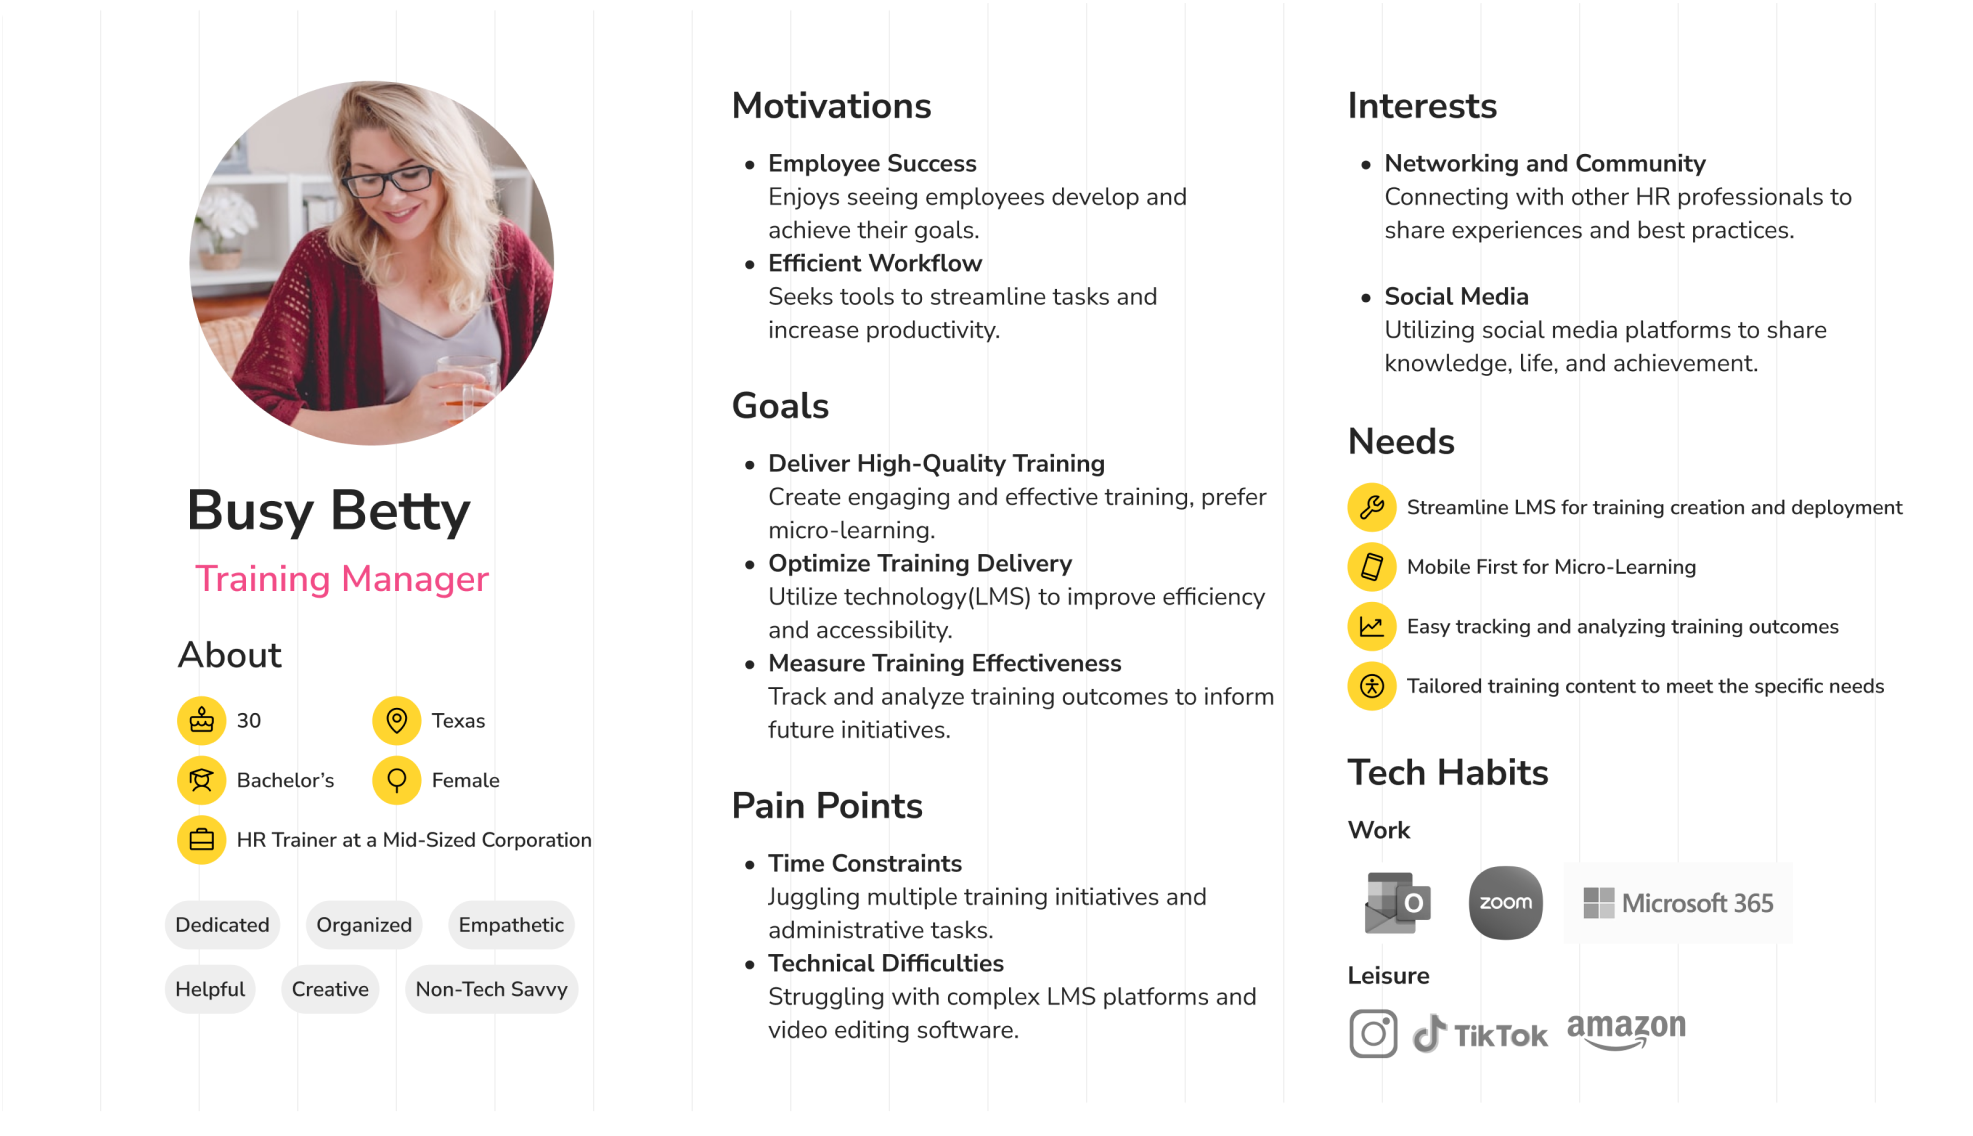 Busy Betty
Training Manager
About
30
Texas
Bachelor’s
Female
HR Trainer at a Mid-Sized Corporation
Dedicated
Organized
Empathetic
Helpful
Creative
Non-Tech Savvy
Motivations
• Employee Success
Enjoys seeing employees develop and
achieve their goals.
• Efficient Workflow
Seeks tools to streamline tasks and
increase productivity.
Goals
• Deliver High-Quality Training
Create engaging and effective training, prefer
micro-learning.
• Optimize Training Delivery
Utilize technology(LMS) to improve efficiency
and accessibility.
• Measure Training Effectiveness
Track and analyze training outcomes to inform
future initiatives.
Pain Points
• Time Constraints
Juggling multiple training initiatives and
administrative tasks.
• Technical Difficulties
Struggling with complex LMS platforms and
video editing software.
Interests
• Networking and Community
Connecting with other HR professionals to
share experiences and best practices.
• Social Media
Utilizing social media platforms to share
knowledge, life, and achievement.
Needs
Streamline LMS for training creation and deployment
Mobile First for Micro-Learning
Easy tracking and analyzing training outcomes
Tailored training content to meet the specific needs
Tech Habits
Work
O
zoom
Microsoft 365
Leisure
TikTok
amazon